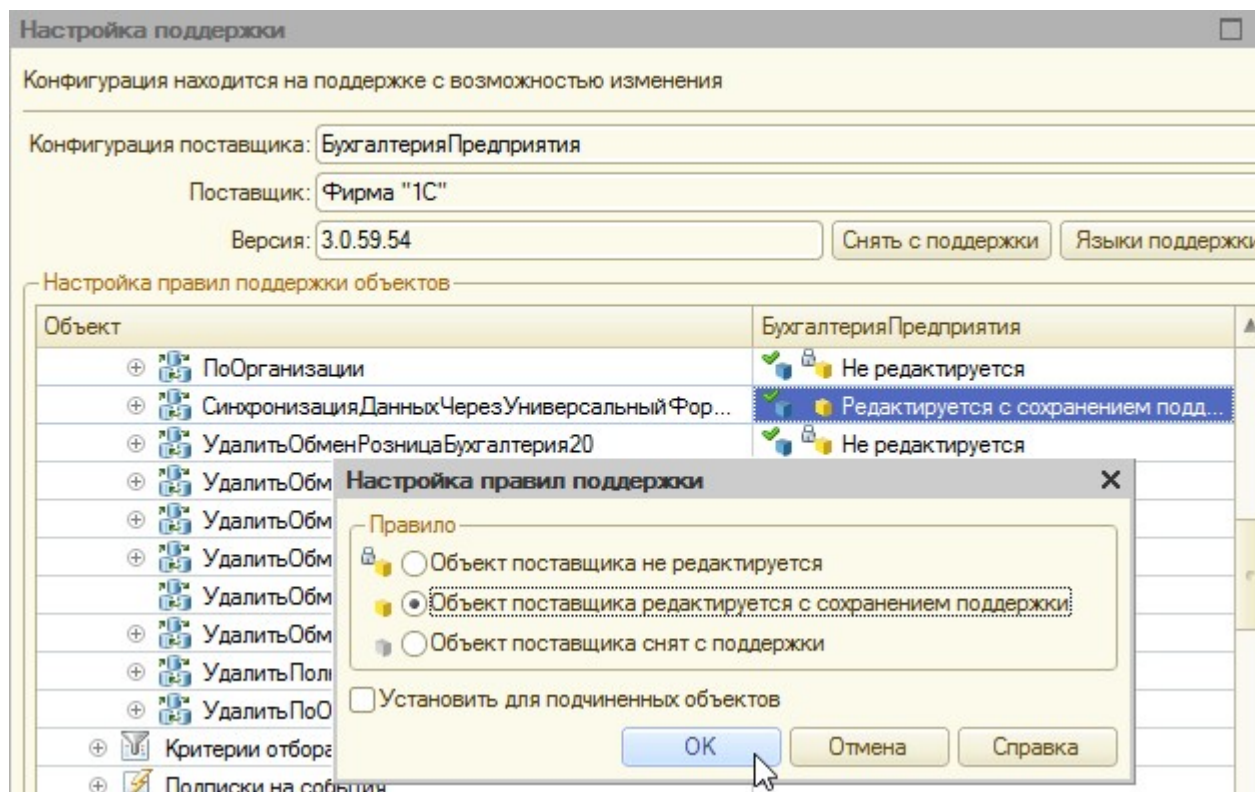 Настройка поддержки
Конфигурация находится на поддержке с возможностью изменения
Конфигурация поставщика: БухгалтерияПредприятия
Поставщик: Фирма "1С"
Версия: 3.0.59.54 Снять с поддержки Языки поддержки
Настройка правил поддержки объектов
Объект БухгалтерияПредприятия
ПоОрганизации Не редактируется
СинхронизацияДанныхЧерезУниверсальныйФор... Редактируется с сохранением подд...
УдалитьОбменРозницаБухгалтерия20 Не редактируется
УдалитьОбм
Настройка правил поддержки
УдалитьОбм
Правило
УдалитьОбм
Объект поставщика не редактируется
УдалитьОбм
Объект поставщика редактируется с сохранением поддержки
УдалитьОбм
Объект поставщика снят с поддержки
УдалитьПол
УдалитьПоО
Установить для подчиненных объектов
Критерии отбора
ОК Отмена Справка
Подписки на события